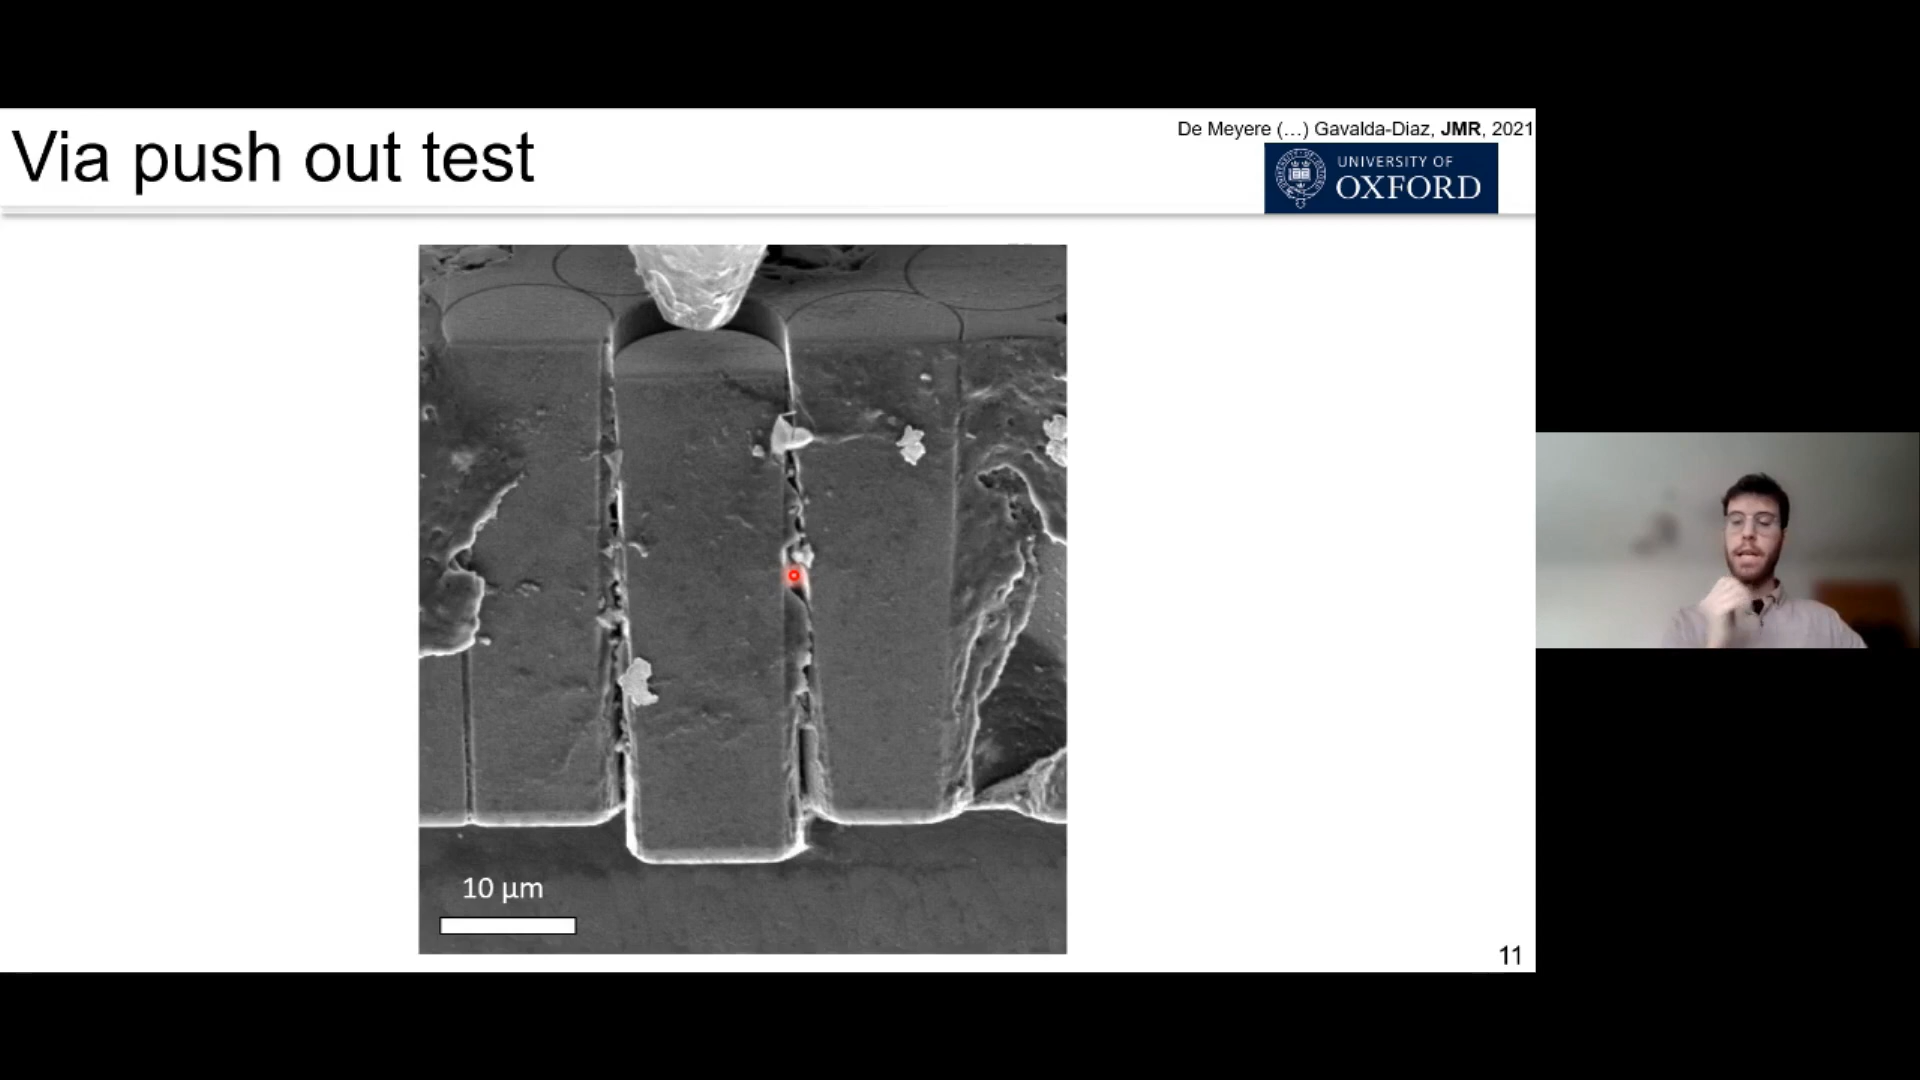 Via push out test
De Meyere (...) Gavalda-Diaz, JMR, 2021
UNIVERSITY OF
OXFORD
10 µm
11